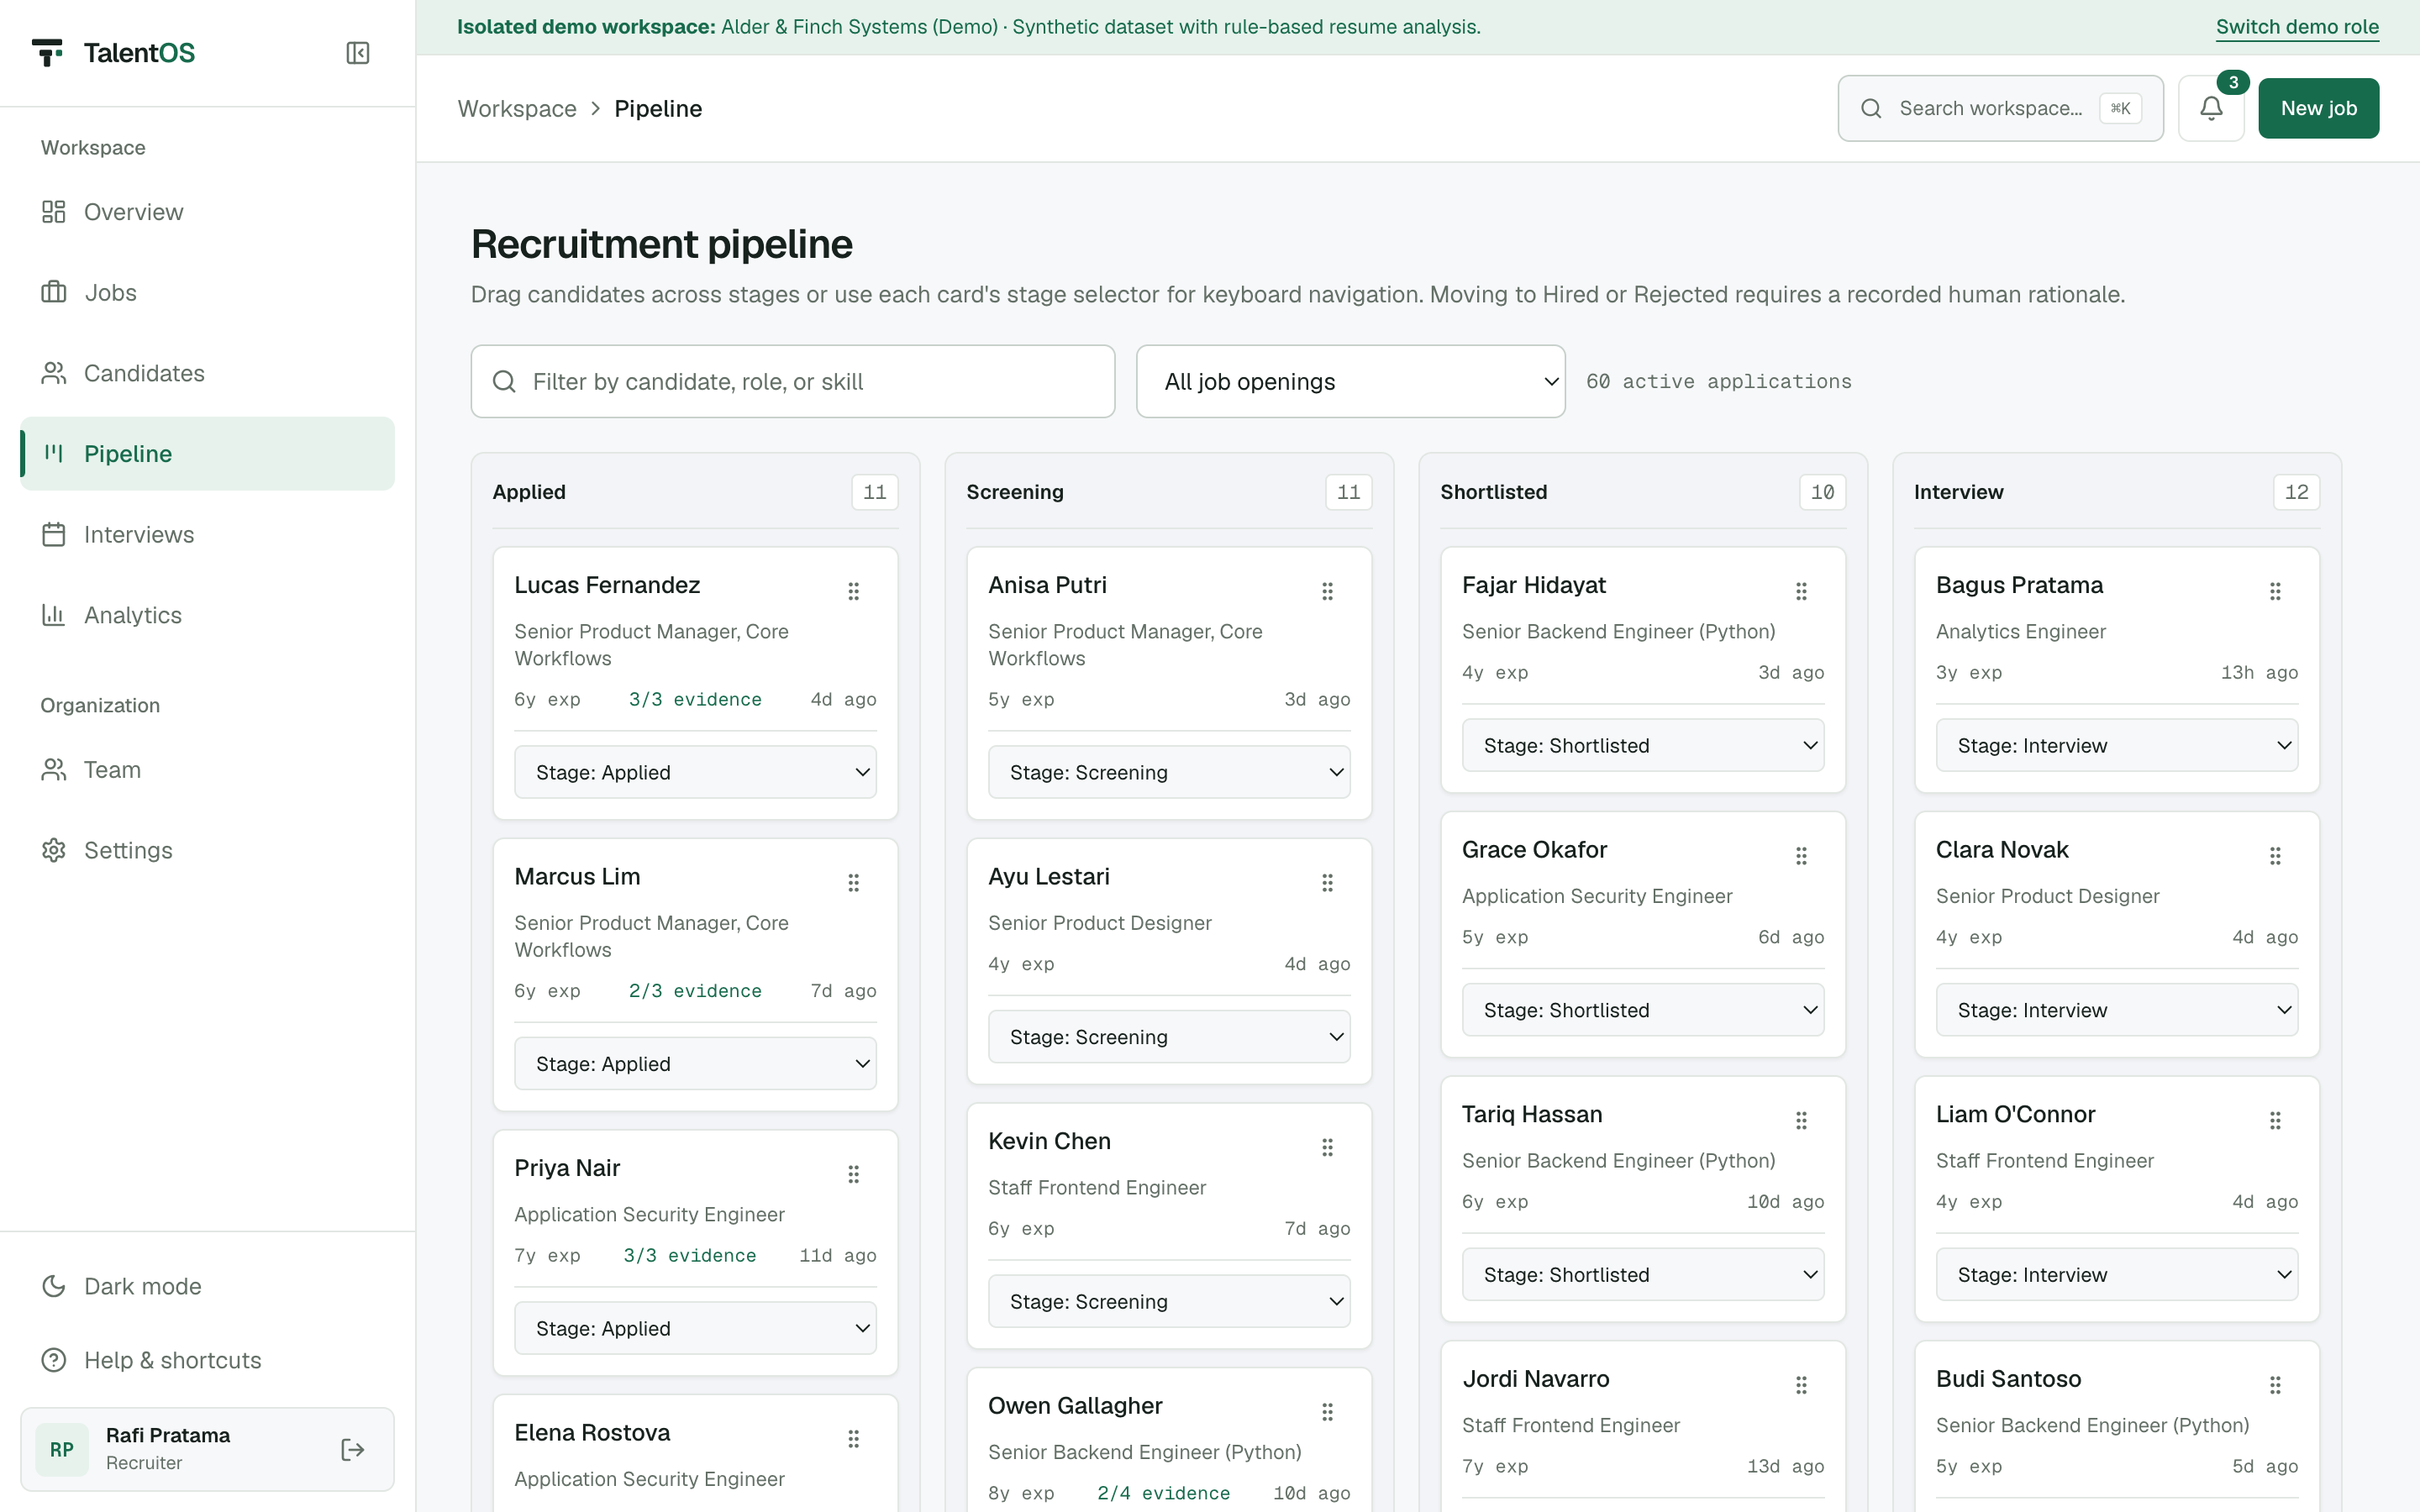 TalentOS
Workspace
Overview
Jobs
Candidates
Pipeline
Interviews
Analytics
Organization
Team
Settings
Dark mode
Help & shortcuts
RP
Rafi Pratama
Recruiter
Isolated demo workspace: Alder & Finch Systems (Demo) · Synthetic dataset with rule-based resume analysis.
Switch demo role
Workspace > Pipeline
Search workspace...
⌘K
3
New job
Recruitment pipeline
Drag candidates across stages or use each card's stage selector for keyboard navigation. Moving to Hired or Rejected requires a recorded human rationale.
Filter by candidate, role, or skill
All job openings
60 active applications
Applied 11
Lucas Fernandez
Senior Product Manager, Core
Workflows
6y exp 3/3 evidence 4d ago
Stage: Applied
Marcus Lim
Senior Product Manager, Core
Workflows
6y exp 2/3 evidence 7d ago
Stage: Applied
Priya Nair
Application Security Engineer
7y exp 3/3 evidence 11d ago
Stage: Applied
Elena Rostova
Application Security Engineer
Screening 11
Anisa Putri
Senior Product Manager, Core
Workflows
5y exp 3d ago
Stage: Screening
Ayu Lestari
Senior Product Designer
4y exp 4d ago
Stage: Screening
Kevin Chen
Staff Frontend Engineer
6y exp 7d ago
Stage: Screening
Owen Gallagher
Senior Backend Engineer (Python)
8y exp 2/4 evidence 10d ago
Shortlisted 10
Fajar Hidayat
Senior Backend Engineer (Python)
4y exp 3d ago
Stage: Shortlisted
Grace Okafor
Application Security Engineer
5y exp 6d ago
Stage: Shortlisted
Tariq Hassan
Senior Backend Engineer (Python)
6y exp 10d ago
Stage: Shortlisted
Jordi Navarro
Staff Frontend Engineer
7y exp 13d ago
Interview 12
Bagus Pratama
Analytics Engineer
3y exp 13h ago
Stage: Interview
Clara Novak
Senior Product Designer
4y exp 4d ago
Stage: Interview
Liam O'Connor
Staff Frontend Engineer
4y exp 4d ago
Stage: Interview
Budi Santoso
Senior Backend Engineer (Python)
5y exp 5d ago